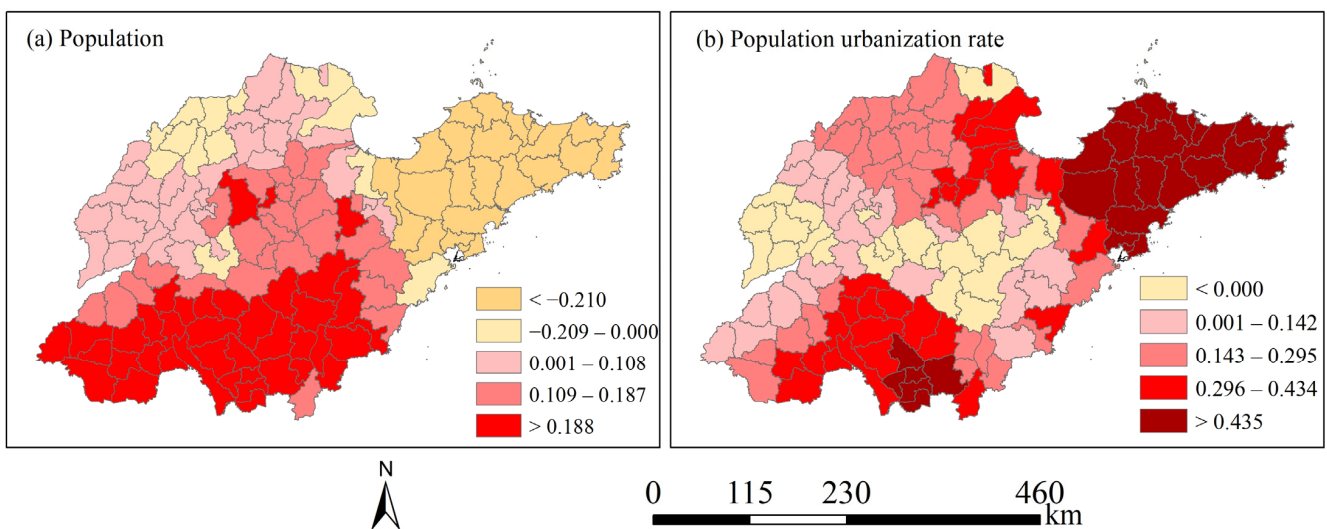 (a) Population
< −0.210
−0.209 – 0.000
0.001 – 0.108
0.109 – 0.187
> 0.188
(b) Population urbanization rate
< 0.000
0.001 – 0.142
0.143 – 0.295
0.296 – 0.434
> 0.435
N
0 115 230 460
km